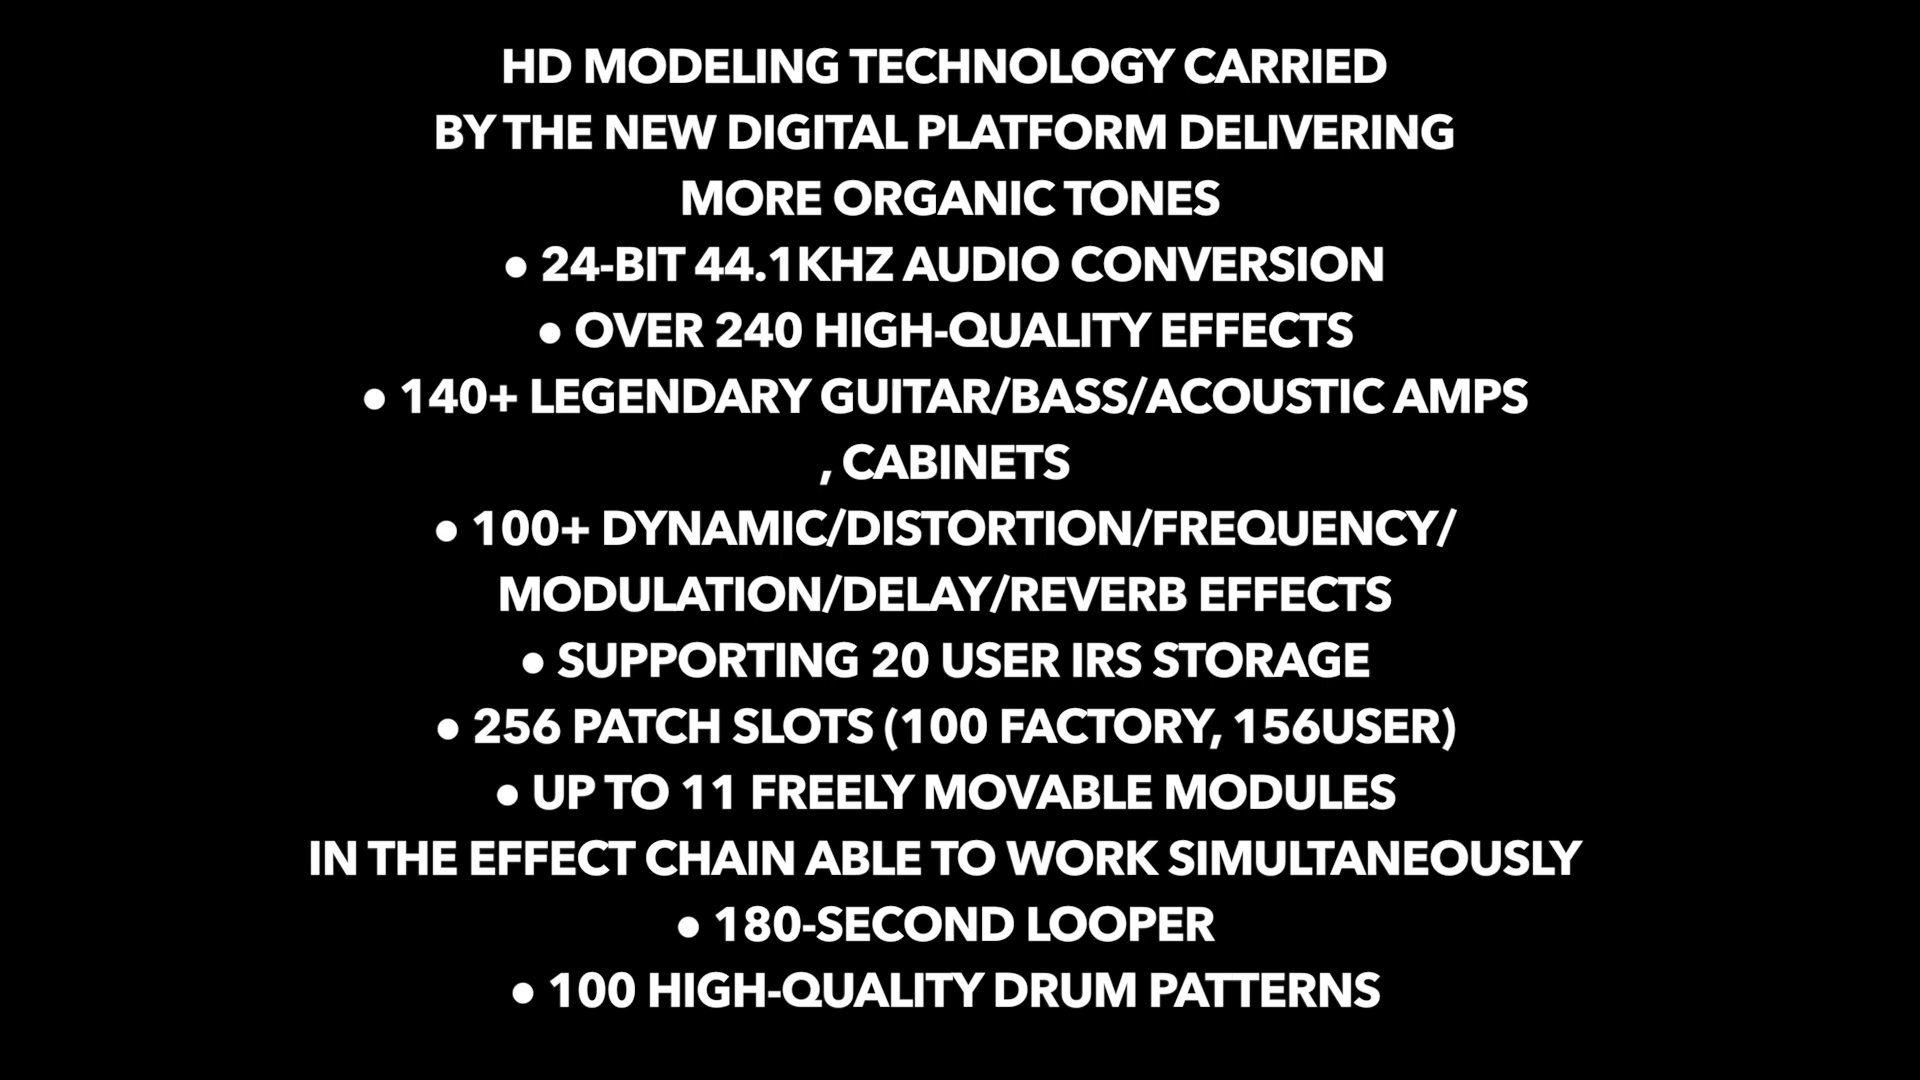 HD MODELING TECHNOLOGY CARRIED
BY THE NEW DIGITAL PLATFORM DELIVERING
MORE ORGANIC TONES
● 24-BIT 44.1KHZ AUDIO CONVERSION
● OVER 240 HIGH-QUALITY EFFECTS
● 140+ LEGENDARY GUITAR/BASS/ACOUSTIC AMPS
, CABINETS
● 100+ DYNAMIC/DISTORTION/FREQUENCY/
MODULATION/DELAY/REVERB EFFECTS
● SUPPORTING 20 USER IRS STORAGE
● 256 PATCH SLOTS (100 FACTORY, 156USER)
● UP TO 11 FREELY MOVABLE MODULES
IN THE EFFECT CHAIN ABLE TO WORK SIMULTANEOUSLY
● 180-SECOND LOOPER
● 100 HIGH-QUALITY DRUM PATTERNS